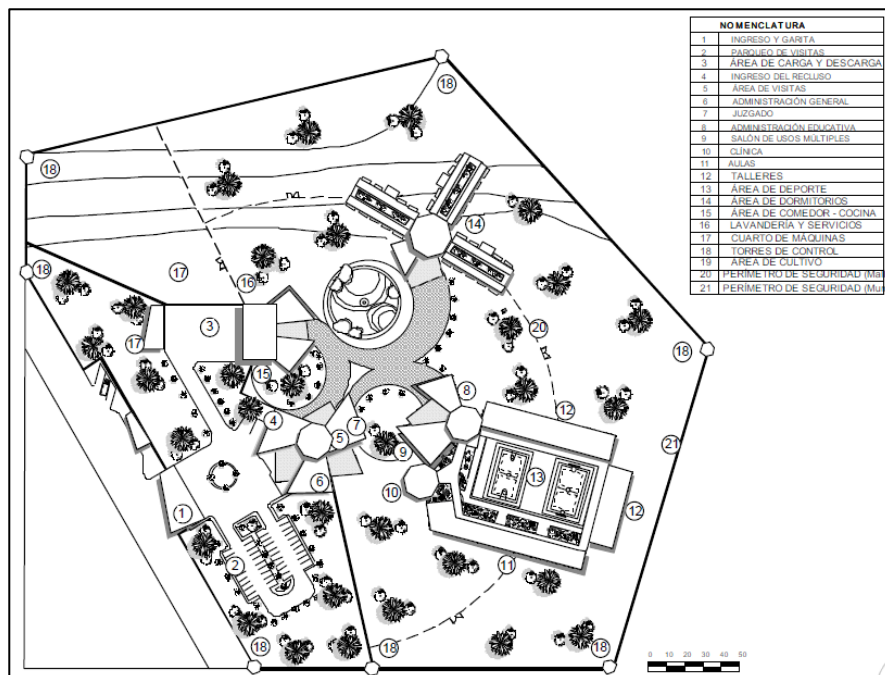 NOMENCLATURA
1 INGRESO Y GARITA
2 PARQUEO DE VISITAS
3 ÁREA DE CARGA Y DESCARGA
4 INGRESO DEL RECLUSO
5 ÁREA DE VISITAS
6 ADMINISTRACIÓN GENERAL
7 JUZGADO
8 ADMINISTRACIÓN EDUCATIVA
9 SALÓN DE USOS MÚLTIPLES
10 CLÍNICA
11 AULAS
12 TALLERES
13 ÁREA DE DEPORTE
14 ÁREA DE DORMITORIOS
15 ÁREA DE COMEDOR - COCINA
16 LAVANDERÍA Y SERVICIOS
17 CUARTO DE MÁQUINAS
18 TORRES DE CONTROL
19 AREA DE CULTIVO
20 PERÍMETRO DE SEGURIDAD (Mal
21 PERÍMETRO DE SEGURIDAD (Mur
18
18
14
18
17
16
3
20
17
18
15
8
12
4
7
5
9
21
13
6
10
1
12
2
11
18
18
18
0 10 20 30 40 50